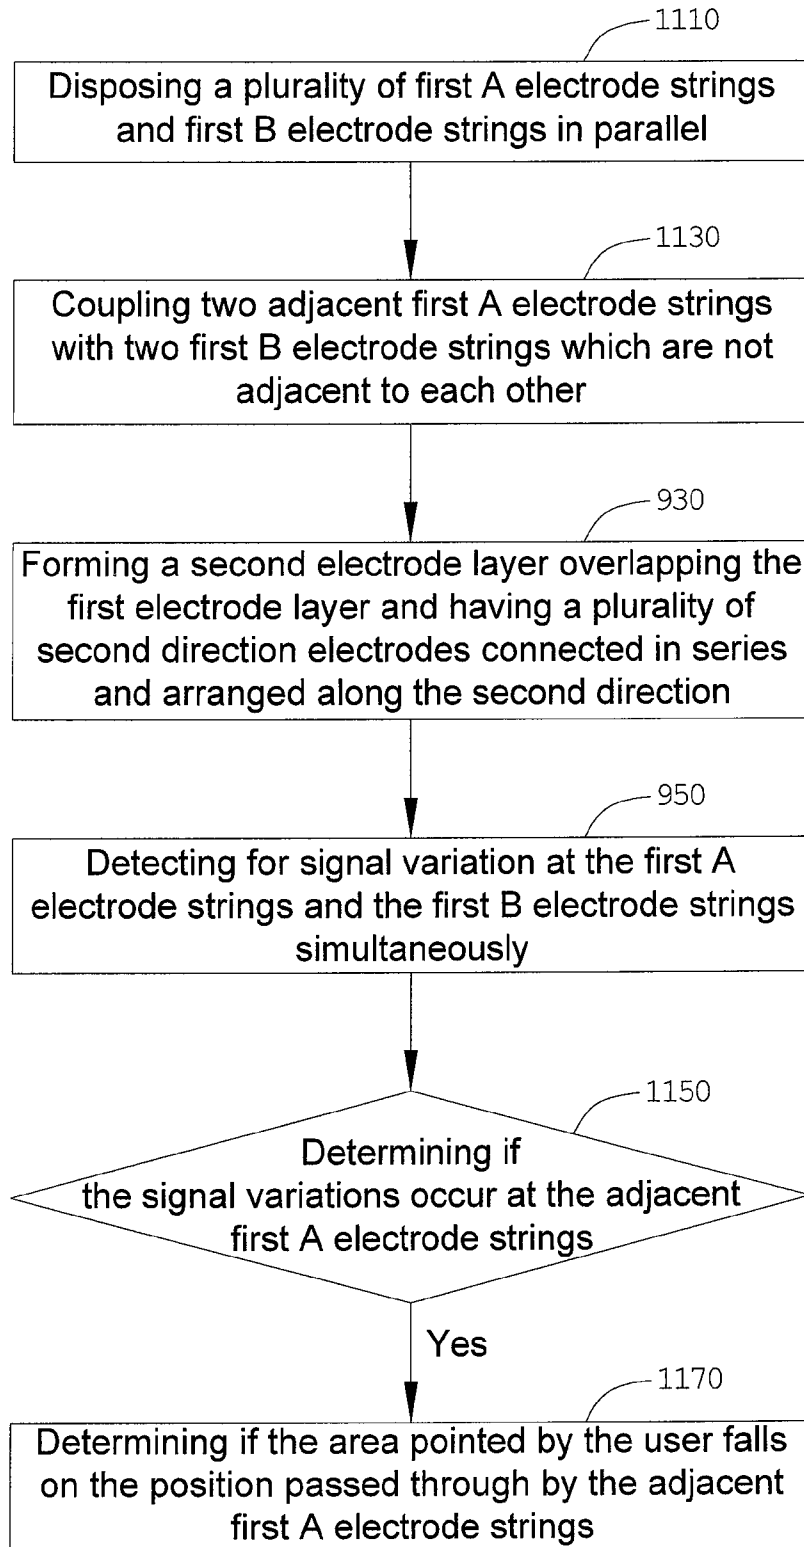 1110
Disposing a plurality of first A electrode strings
and first B electrode strings in parallel
1130
Coupling two adjacent first A electrode strings
with two first B electrode strings which are not
adjacent to each other
930
Forming a second electrode layer overlapping the
first electrode layer and having a plurality of
second direction electrodes connected in series
and arranged along the second direction
950
Detecting for signal variation at the first A
electrode strings and the first B electrode strings
simultaneously
1150
Determining if
the signal variations occur at the adjacent
first A electrode strings
Yes
1170
Determining if the area pointed by the user falls
on the position passed through by the adjacent
first A electrode strings